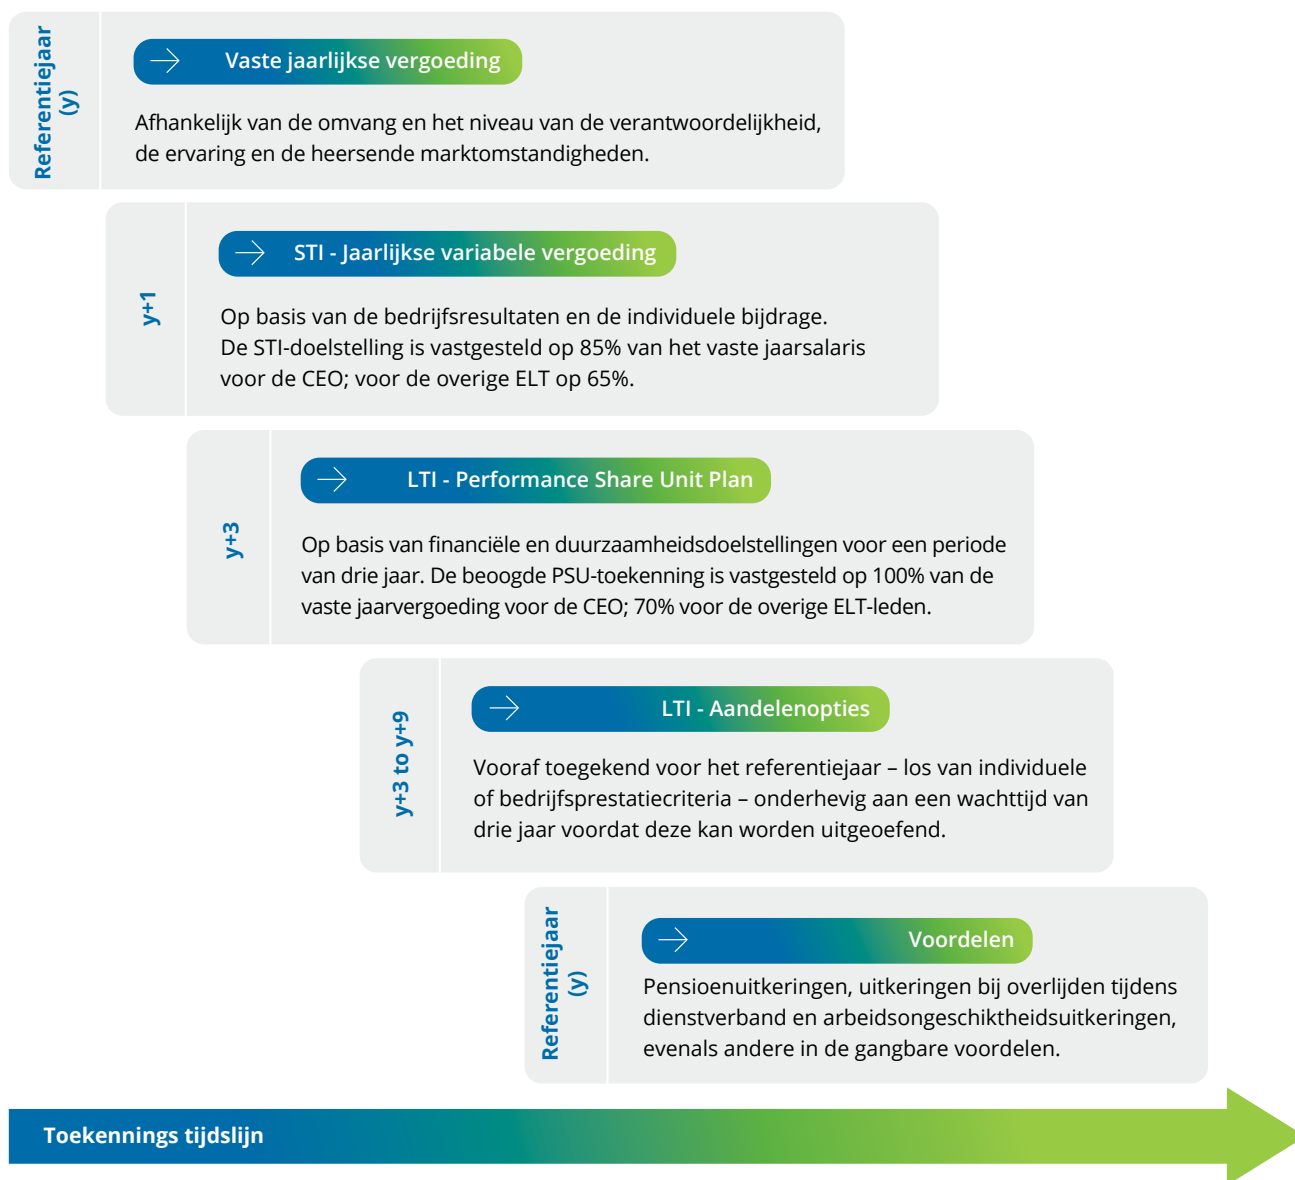 Referentiejaar
(y)
Vaste jaarlijkse vergoeding
Afhankelijk van de omvang en het niveau van de verantwoordelijkheid,
de ervaring en de heersende marktomstandigheden.
y+1
STI - Jaarlijkse variabele vergoeding
Op basis van de bedrijfsresultaten en de individuele bijdrage.
De STI-doelstelling is vastgesteld op 85% van het vaste jaarsalaris
voor de CEO; voor de overige ELT op 65%.
y+3
LTI - Performance Share Unit Plan
Op basis van financiële en duurzaamheidsdoelstellingen voor een periode
van drie jaar. De beoogde PSU-toekenning is vastgesteld op 100% van de
vaste jaarvergoeding voor de CEO; 70% voor de overige ELT-leden.
y+3 to y+9
LTI - Aandelenopties
Vooraf toegekend voor het referentiejaar – los van individuele
of bedrijfsprestatiecriteria – onderhevig aan een wachttijd van
drie jaar voordat deze kan worden uitgeoefend.
Referentiejaar
(y)
Voordelen
Pensioenuitkeringen, uitkeringen bij overlijden tijdens
dienstverband en arbeidsongeschiktheidsuitkeringen,
evenals andere in de gangbare voordelen.
Toekennings tijdslijn